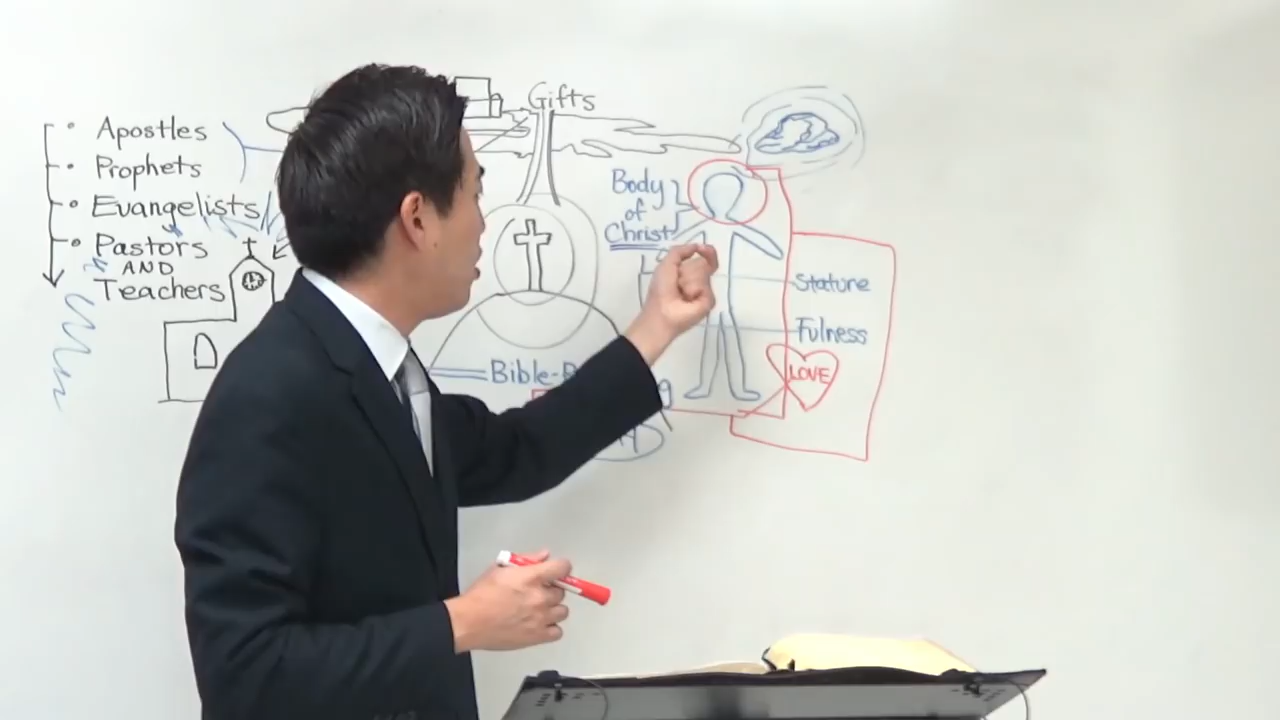 Gifts
Apostles
Prophets
Evangelists
Pastors
AND
Teachers
Body
of
Christ
Stature
Fulness
LOVE
Bible-B